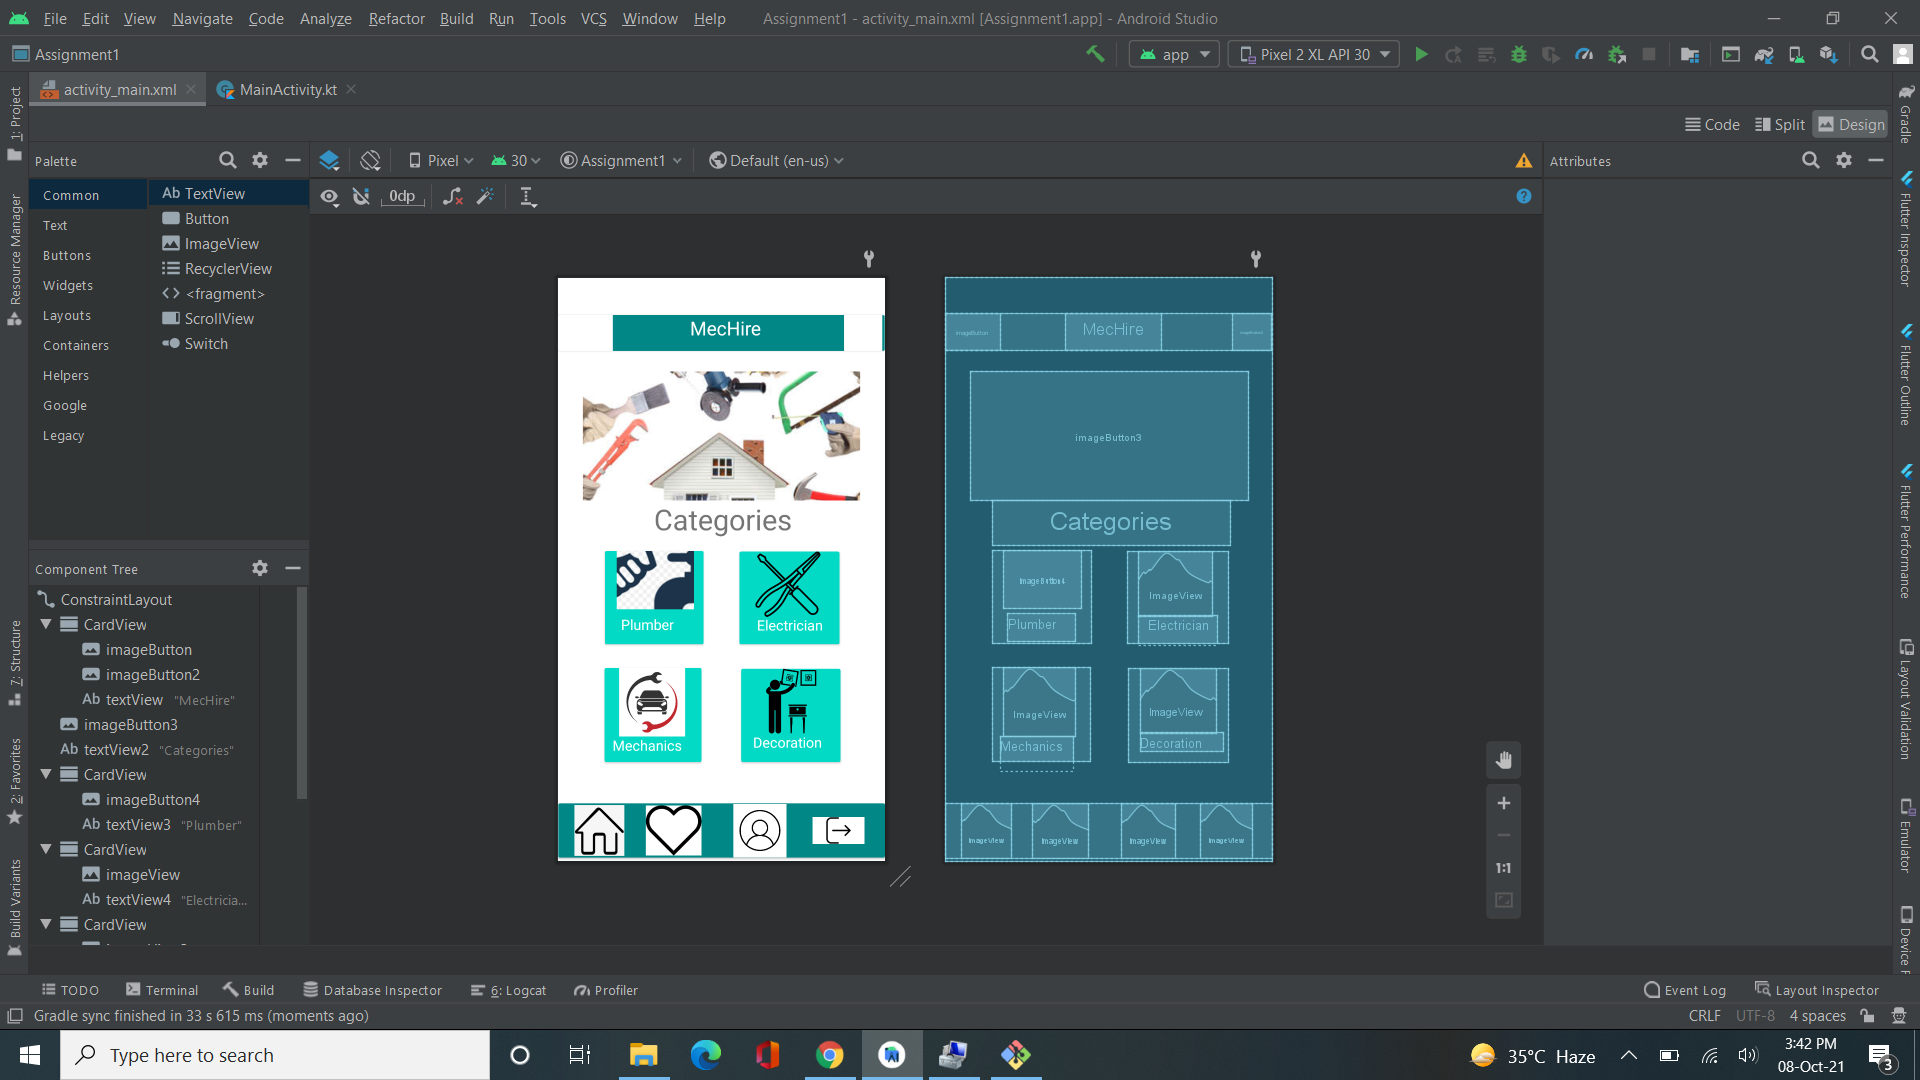 File Edit View Navigate Code Analyze Refactor Build Run Tools VCS Window Help Assignment1 - activity_main.xml [Assignment1.app] - Android Studio
Assignment1 app Pixel 2 XL API 30
activity_main.xml MainActivity.kt
Code Split Design
Palette Pixel 30 Assignment1 Default (en-us) Attributes
Common
Text
Buttons
Widgets
Layouts
Containers
Helpers
Google
Legacy
Ab TextView
Button
ImageView
RecyclerView
<fragment>
ScrollView
Switch
0dp
MecHire
Categories
Plumber
Electrician
Mechanics
Decoration
imageButton
MecHire
imageButton3
Categories
ImageButton4
ImageView
Plumber
Electrician
ImageView
ImageView
Mechanics
Decoration
ImageView
ImageView
ImageView
ImageView
1:1
Component Tree
ConstraintLayout
CardView
imageButton
imageButton2
Ab textView "MecHire"
imageButton3
Ab textView2 "Categories"
CardView
imageButton4
Ab textView3 "Plumber"
CardView
imageView
Ab textView4 "Electricia...
CardView
1: Project
Resource Manager
7: Structure
2: Favorites
Build Variants
Gradle
Flutter Inspector
Flutter Outline
Flutter Performance
Layout Validation
Emulator
Device F
TODO Terminal Build Database Inspector 6: Logcat Profiler Event Log Layout Inspector
Gradle sync finished in 33 s 615 ms (moments ago) CRLF UTF-8 4 spaces
Type here to search
35°C Haze
3:42 PM
08-Oct-21
3